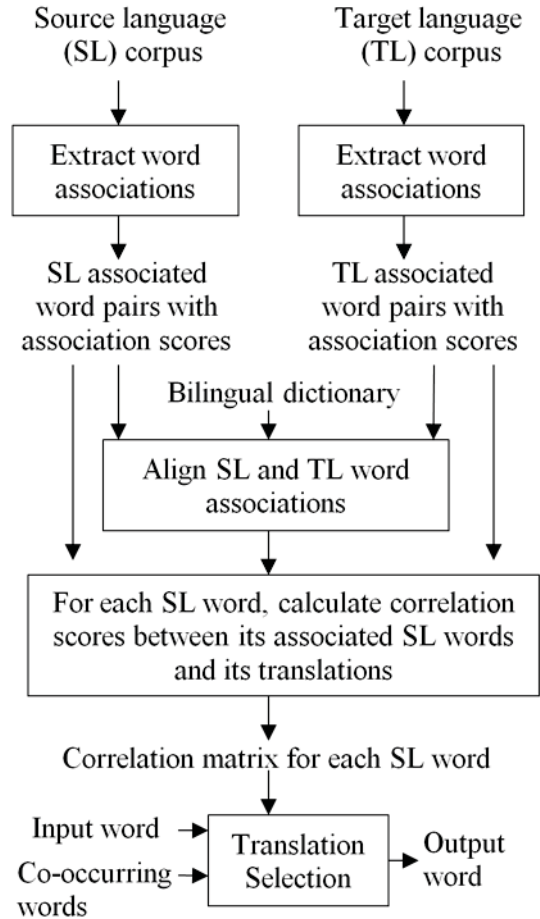 Source language
(SL) corpus
Target language
(TL) corpus
Extract word
associations
Extract word
associations
SL associated
word pairs with
association scores
TL associated
word pairs with
association scores
Bilingual dictionary
Align SL and TL word
associations
For each SL word, calculate correlation
scores between its associated SL words
and its translations
Correlation matrix for each SL word
Input word
Co-occurring
words
Translation
Selection
Output
word